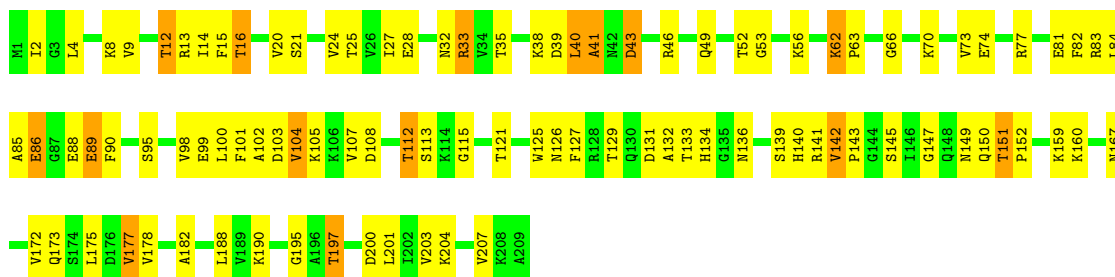 M1 I2 G3 L4 K8 V9 T12 R13 I14 F15 T16 V20 S21 V24 T25 V26 I27 E28 N32 R33 V34 T35 K38 D39 L40 A41 N42 D43 R46 Q49 T52 G53 K56 K62 P63 G66 K70 V73 E74 R77 E81 F82 R83 L84
A85 E86 G87 E88 E89 F90 S95 V98 E99 L100 F101 A102 D103 V104 K105 K106 V107 D108 T112 S113 K114 G115 T121 W125 N126 F127 R128 T129 Q130 D131 A132 T133 H134 G135 N136 S139 H140 R141 V142 P143 G144 S145 I146 G147 Q148 N149 Q150 T151 P152 K159 K160 N167
V172 Q173 S174 L175 D176 V177 V178 A182 L188 V189 K190 G195 A196 T197 D200 L201 I202 V203 K204 V207 K208 A209